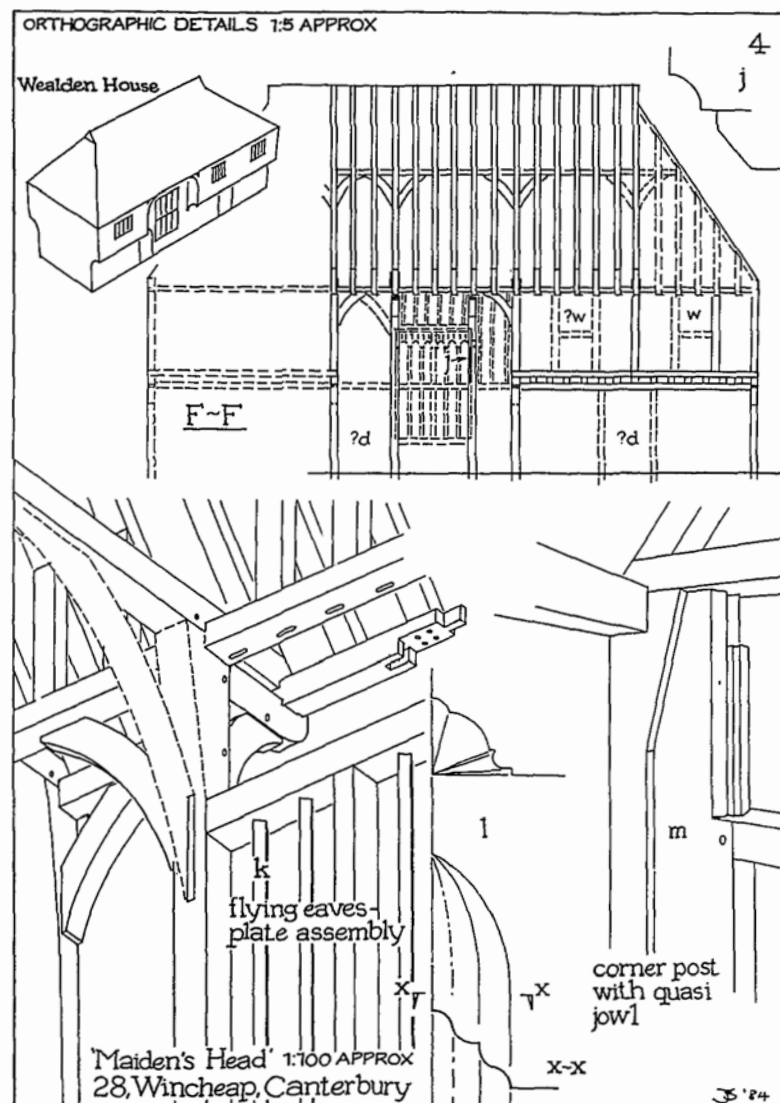 ORTHOGRAPHIC DETAILS 1:5 APPROX
4
j
Wealden House
?w
w
j
F~F
?d
?d
k
flying eaves-
plate assembly
l
m
x
x
corner post
with quasi
jowl
x~x
'Maiden's Head' 1:100 APPROX
28, Wincheap, Canterbury
'84